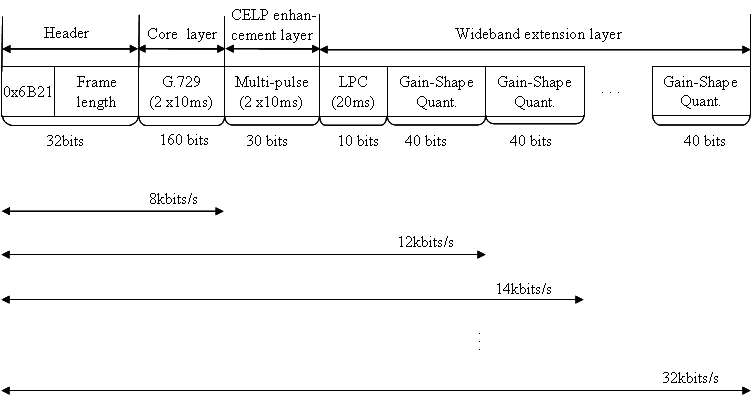 Header
Core layer
CELP enhan-
cement layer
Wideband extension layer
0x6B21
Frame
length
G.729
(2 x10ms)
Multi-pulse
(2 x10ms)
LPC
(20ms)
Gain-Shape
Quant.
Gain-Shape
Quant.
. . .
Gain-Shape
Quant.
32bits
160 bits
30 bits
10 bits
40 bits
40 bits
40 bits
8kbits/s
12kbits/s
14kbits/s
32kbits/s